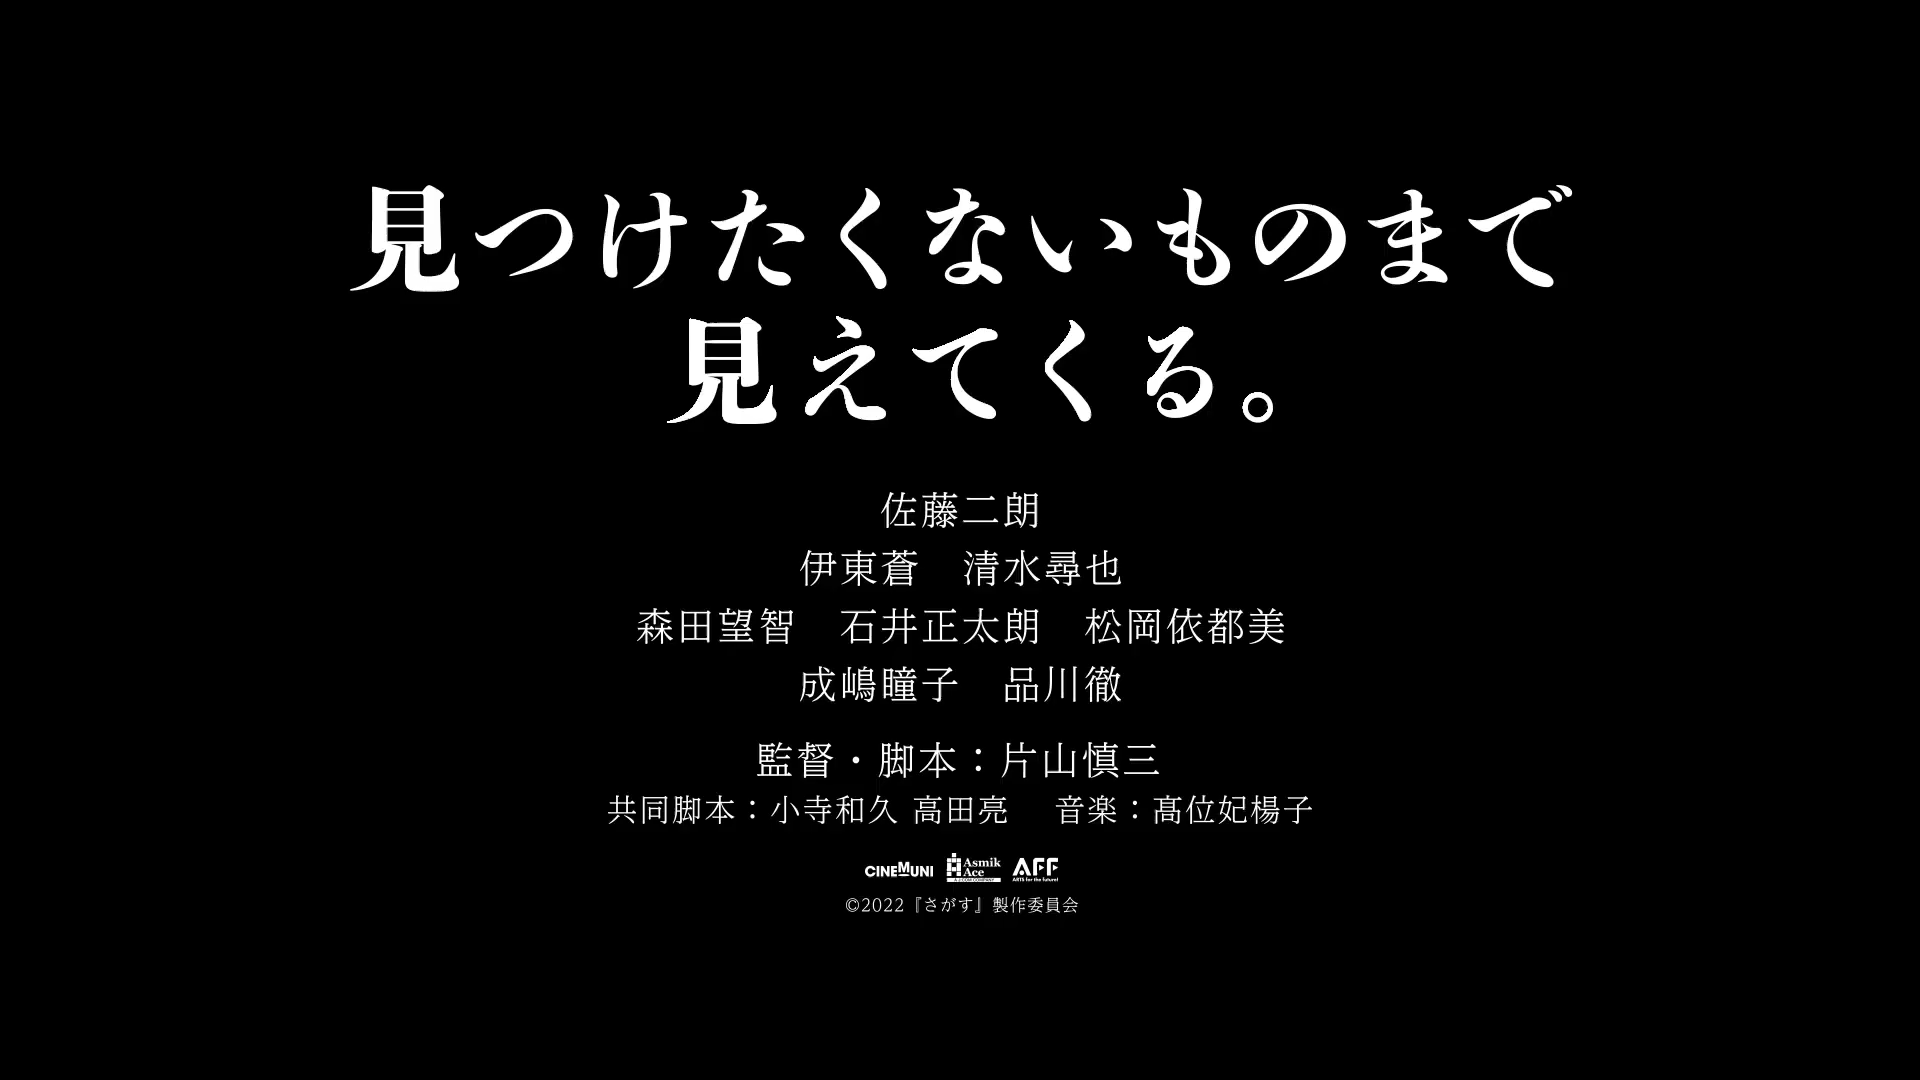 見つけたくないものまで
見えてくる。
佐藤二朗
伊東蒼　清水尋也
森田望智　石井正太朗　松岡依都美
成嶋瞳子　品川徹
監督・脚本：片山慎三
共同脚本：小寺和久 高田亮　音楽：髙位妃楊子
CINEMUNI Asmik Ace AFF
ARTS for the future!
©2022『さがす』製作委員会